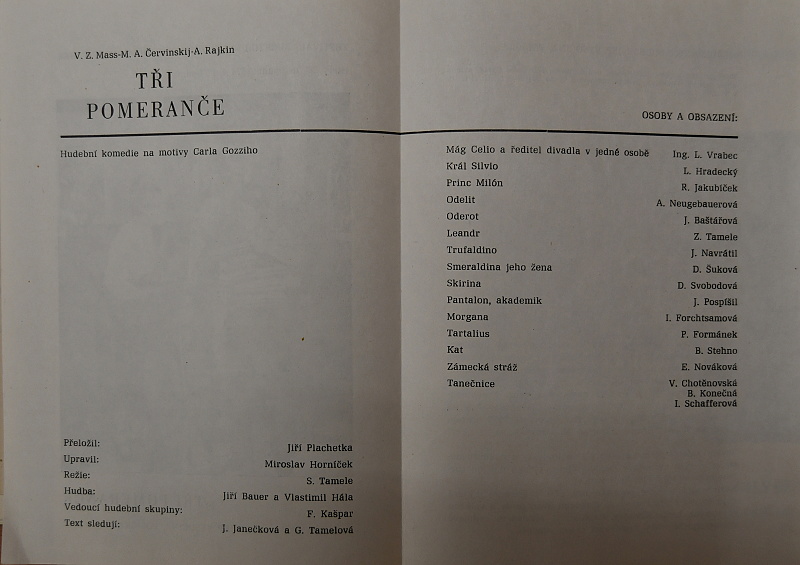 V. Z. Mass-M. A. Červinskij-A. Rajkin
TŘI
POMERANČE
Hudební komedie na motivy Carla Gozziho
Přeložil: Jiří Plachetka
Upravil: Miroslav Horníček
Režie: S. Tamele
Hudba: Jiří Bauer a Vlastimil Hála
Vedoucí hudební skupiny: F. Kašpar
Text sledují: J. Janečková a G. Tamelová
OSOBY A OBSAZENÍ:
Mág Celio a ředitel divadla v jedné osobě Ing. L. Vrabec
Král Silvio L. Hradecký
Princ Milón R. Jakubíček
Odelit A. Neugebauerová
Oderot J. Baštářová
Leandr Z. Tamele
Trufaldino J. Navrátil
Smeraldina jeho žena D. Šuková
Skirina D. Svobodová
Pantalon, akademik J. Pospíšil
Morgana I. Forchtsamová
Tartalius P. Formánek
Kat B. Stehno
Zámecká stráž E. Nováková
Tanečnice V. Chotěnovská
B. Konečná
I. Schafferová